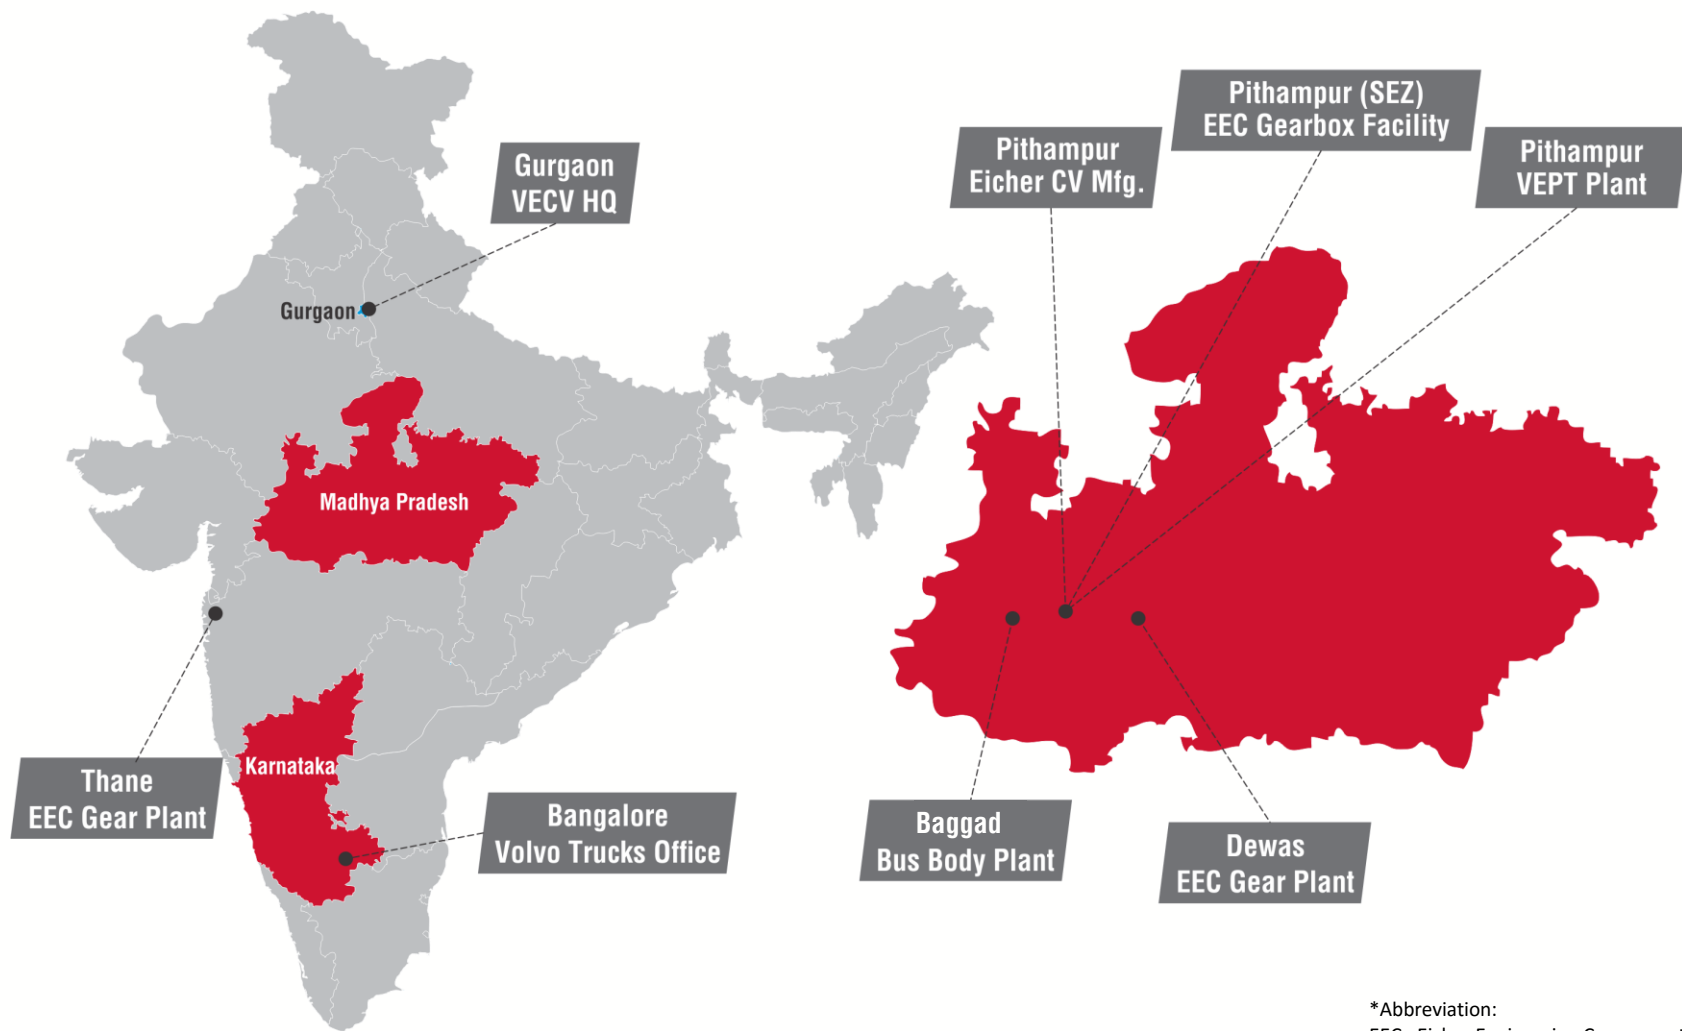 Gurgaon
VECV HQ
Gurgaon
Madhya Pradesh
Thane
EEC Gear Plant
Karnataka
Bangalore
Volvo Trucks Office
Pithampur
Eicher CV Mfg.
Pithampur (SEZ)
EEC Gearbox Facility
Pithampur
VEPT Plant
Baggad
Bus Body Plant
Dewas
EEC Gear Plant
*Abbreviation: